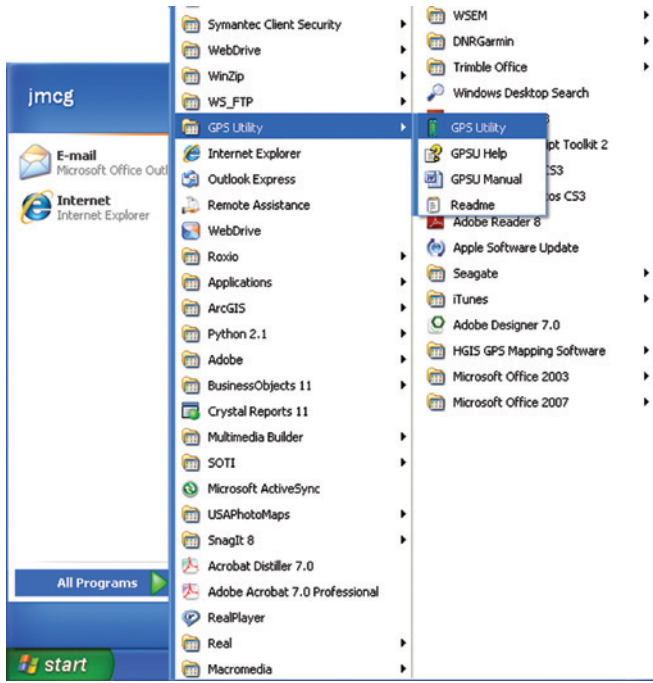 jmcg
E-mail
Microsoft Office Outl
Internet
Internet Explorer
All Programs
start
Symantec Client Security
WebDrive
WinZip
WS_FTP
GPS Utility
Internet Explorer
Outlook Express
Remote Assistance
WebDrive
Roxio
Applications
ArcGIS
Python 2.1
Adobe
BusinessObjects 11
Crystal Reports 11
Multimedia Builder
SOTI
Microsoft ActiveSync
USAPhotoMaps
SnagIt 8
Acrobat Distiller 7.0
Adobe Acrobat 7.0 Professional
RealPlayer
Real
Macromedia
GPS Utility
GPSU Help
GPSU Manual
Readme
WSEM
DNRGarmin
Trimble Office
Windows Desktop Search
3
ipt Toolkit 2
CS3
Adobe Reader 8
Apple Software Update
Seagate
iTunes
Adobe Designer 7.0
HGIS GPS Mapping Software
Microsoft Office 2003
Microsoft Office 2007